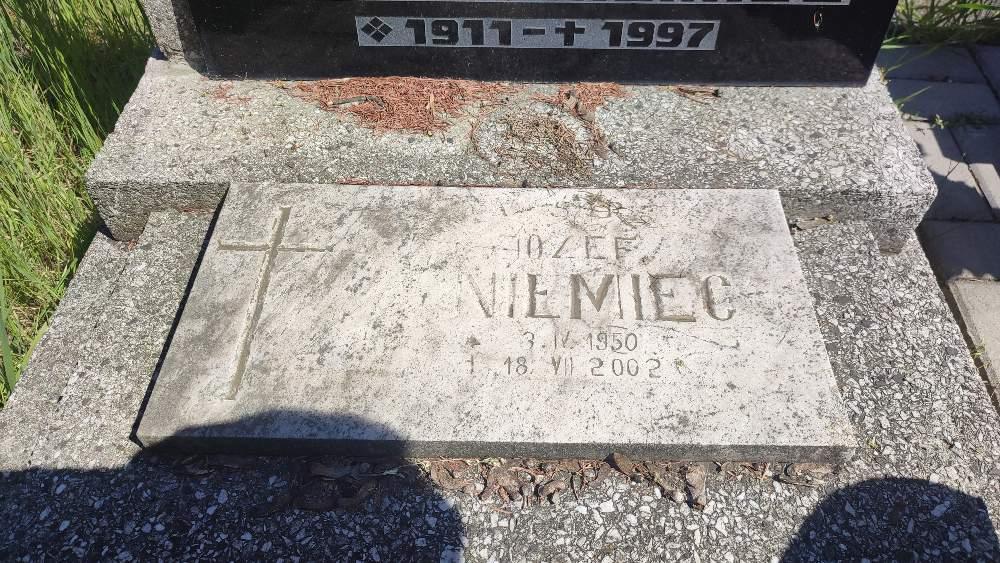 1911-✝1997
JÓZEF
NIEMIEC
* 3 IV 1950
✝ 18 VII 2002